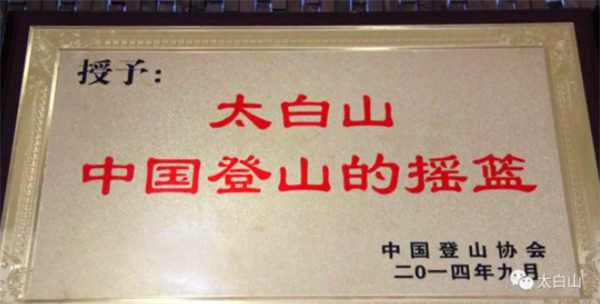 授予：
太白山
中国登山的摇篮
中国登山协会
二〇一四年九月
太白山